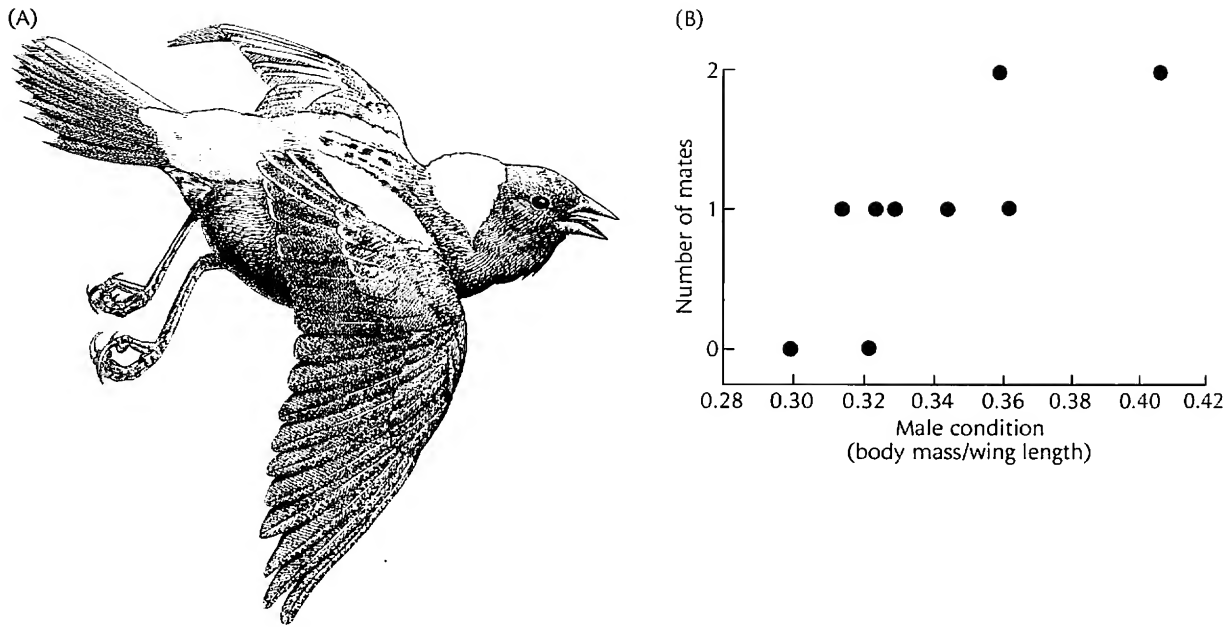 (A)
(B)
Number of mates
2
1
0
0.28 0.30 0.32 0.34 0.36 0.38 0.40 0.42
Male condition
(body mass/wing length)